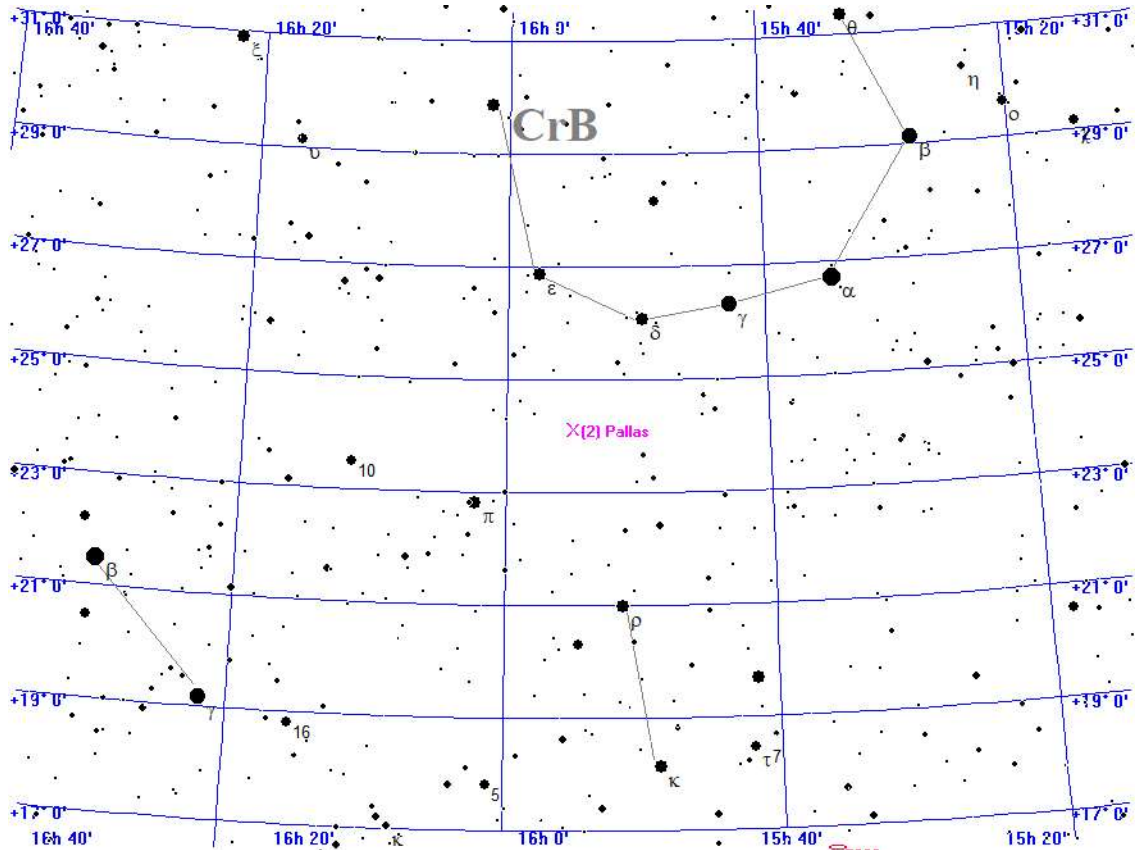 +31° 0'
16h 40'
16h 20'
16h 0'
15h 40'
15h 20'
+31° 0'
ξ
θ
η
ο
CrB
+29° 0'
υ
β
+29° 0'
λ
+27° 0'
+27° 0'
ε
α
γ
δ
+25° 0'
+25° 0'
X(2) Pallas
+23° 0'
10
+23° 0'
π
β
+21° 0'
+21° 0'
ρ
+19° 0'
γ
+19° 0'
16
τ7
κ
5
+17° 0'
+17° 0'
16h 40'
16h 20'
κ
16h 0'
15h 40'
15h 20'